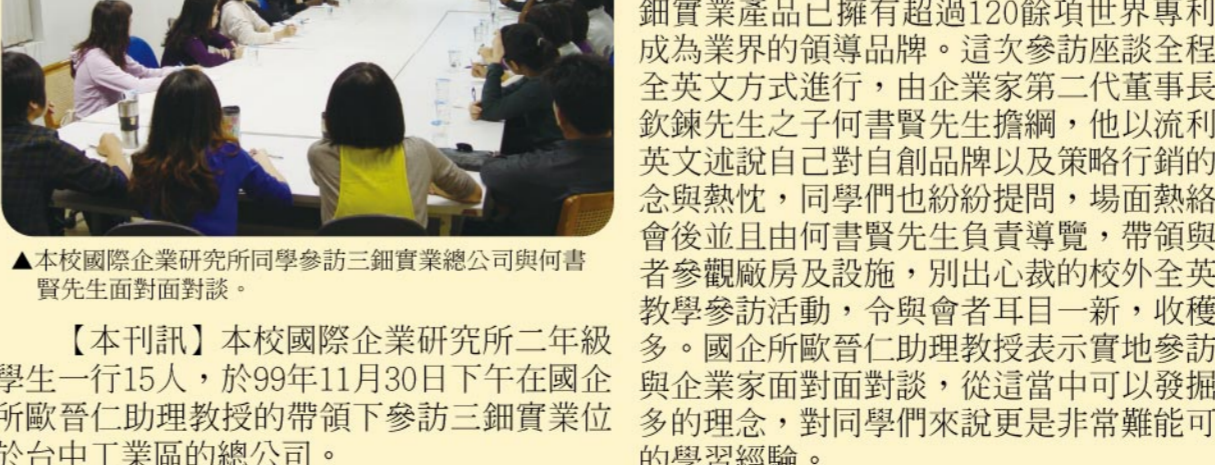 ▲本校國際企業研究所同學參訪三鈿實業總公司與何書
賢先生面對面對談。
【本刊訊】本校國際企業研究所二年級
學生一行15人，於99年11月30日下午在國企
所歐晉仁助理教授的帶領下參訪三鈿實業位
於台中工業區的總公司。
鈿實業產品已擁有超過120餘項世界專利
成為業界的領導品牌。這次參訪座談全程
全英文方式進行，由企業家第二代董事長
欽鍊先生之子何書賢先生擔綱，他以流利
英文述說自己對自創品牌以及策略行銷的
念與熱忱，同學們也紛紛提問，場面熱絡
會後並且由何書賢先生負責導覽，帶領與
者參觀廠房及設施，別出心裁的校外全英
教學參訪活動，令與會者耳目一新，收穫
多。國企所歐晉仁助理教授表示實地參訪
與企業家面對面對談，從這當中可以發掘
多的理念，對同學們來說更是非常難能可
的學習經驗。